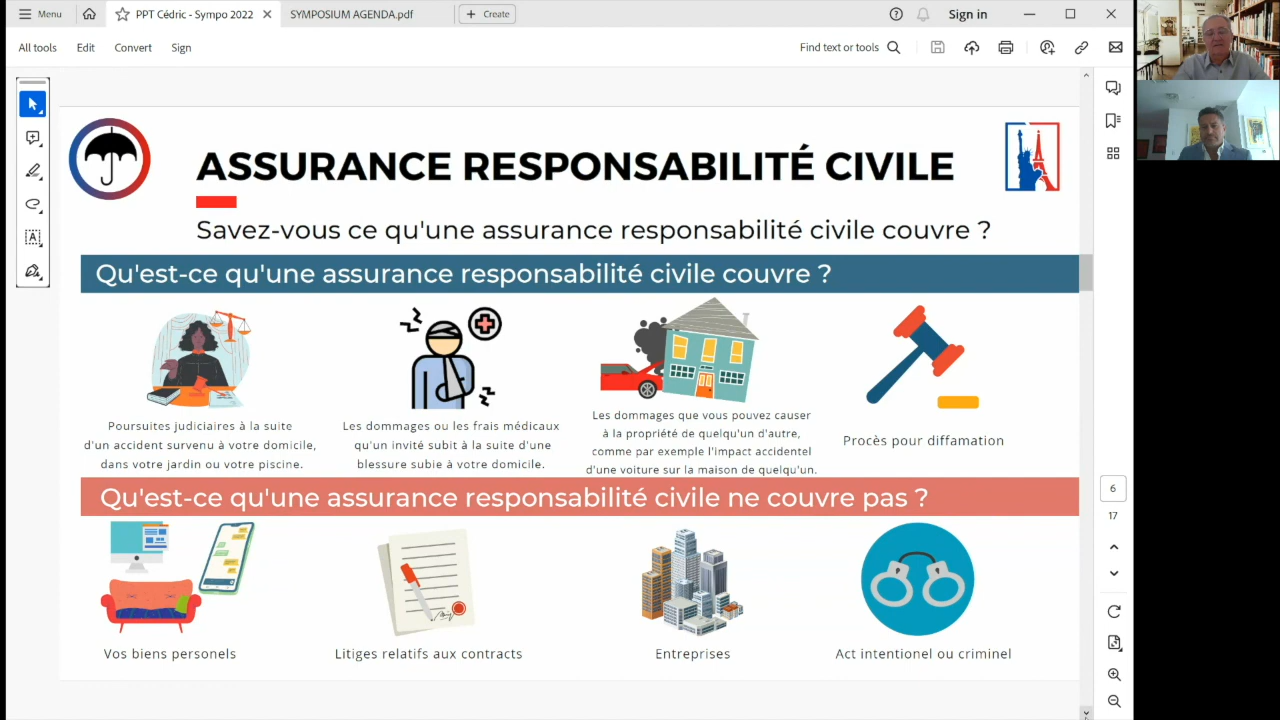 Menu
PPT Cédric - Sympo 2022
SYMPOSIUM AGENDA.pdf
Create
Sign in
All tools
Edit
Convert
Sign
Find text or tools
ASSURANCE RESPONSABILITÉ CIVILE
Savez-vous ce qu'une assurance responsabilité civile couvre ?
Qu'est-ce qu'une assurance responsabilité civile couvre ?
Poursuites judiciaires à la suite
d'un accident survenu à votre domicile,
dans votre jardin ou votre piscine.
Les dommages ou les frais médicaux
qu'un invité subit à la suite d'une
blessure subie à votre domicile.
Les dommages que vous pouvez causer
à la propriété de quelqu'un d'autre,
comme par exemple l'impact accidentel
d'une voiture sur la maison de quelqu'un.
Procès pour diffamation
Qu'est-ce qu'une assurance responsabilité civile ne couvre pas ?
Vos biens personels
Litiges relatifs aux contracts
Entreprises
Act intentionel ou criminel
6
17